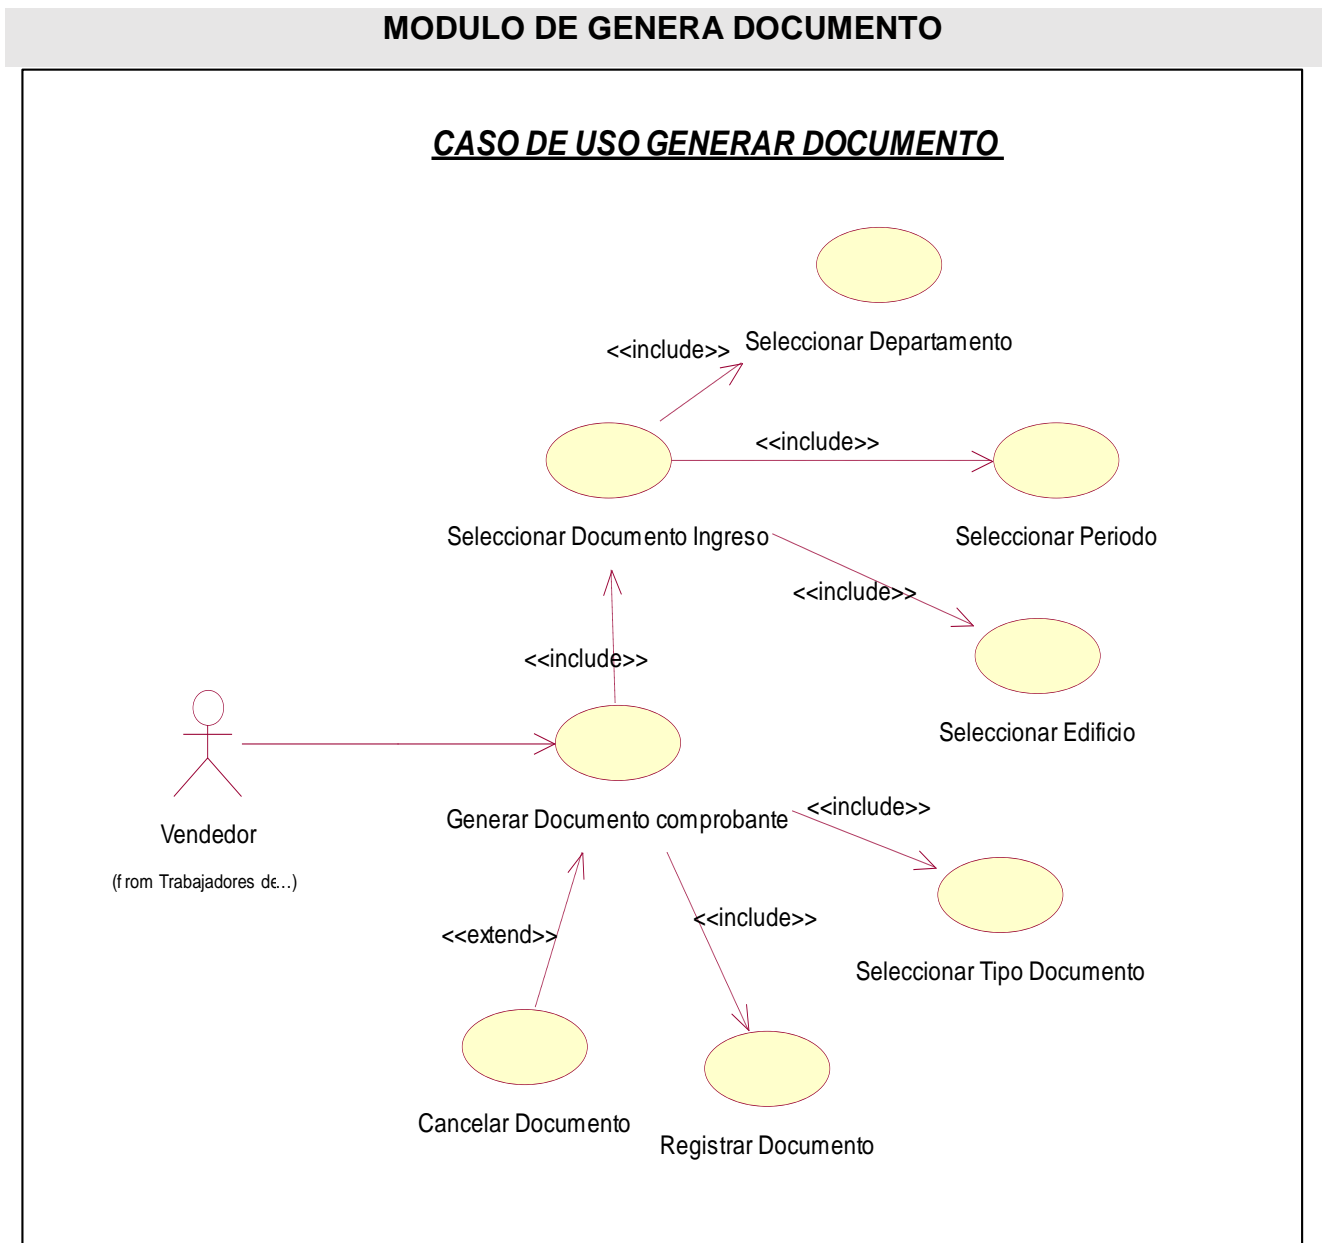 MODULO DE GENERA DOCUMENTO
CASO DE USO GENERAR DOCUMENTO
<<include>>
Seleccionar Departamento
<<include>>
Seleccionar Documento Ingreso
Seleccionar Periodo
<<include>>
<<include>>
Seleccionar Edificio
<<include>>
Generar Documento comprobante
Vendedor
(from Trabajadores de...)
<<include>>
<<extend>>
Seleccionar Tipo Documento
Cancelar Documento
Registrar Documento